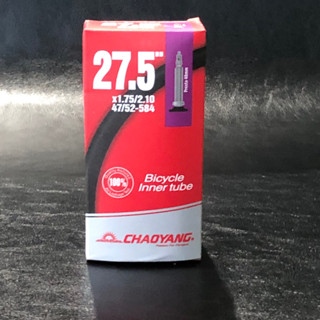 27.5"
x1.75/2.10
47/52-584
Presta 48mm
100%
Bicycle
Inner tube
CHAOYANG